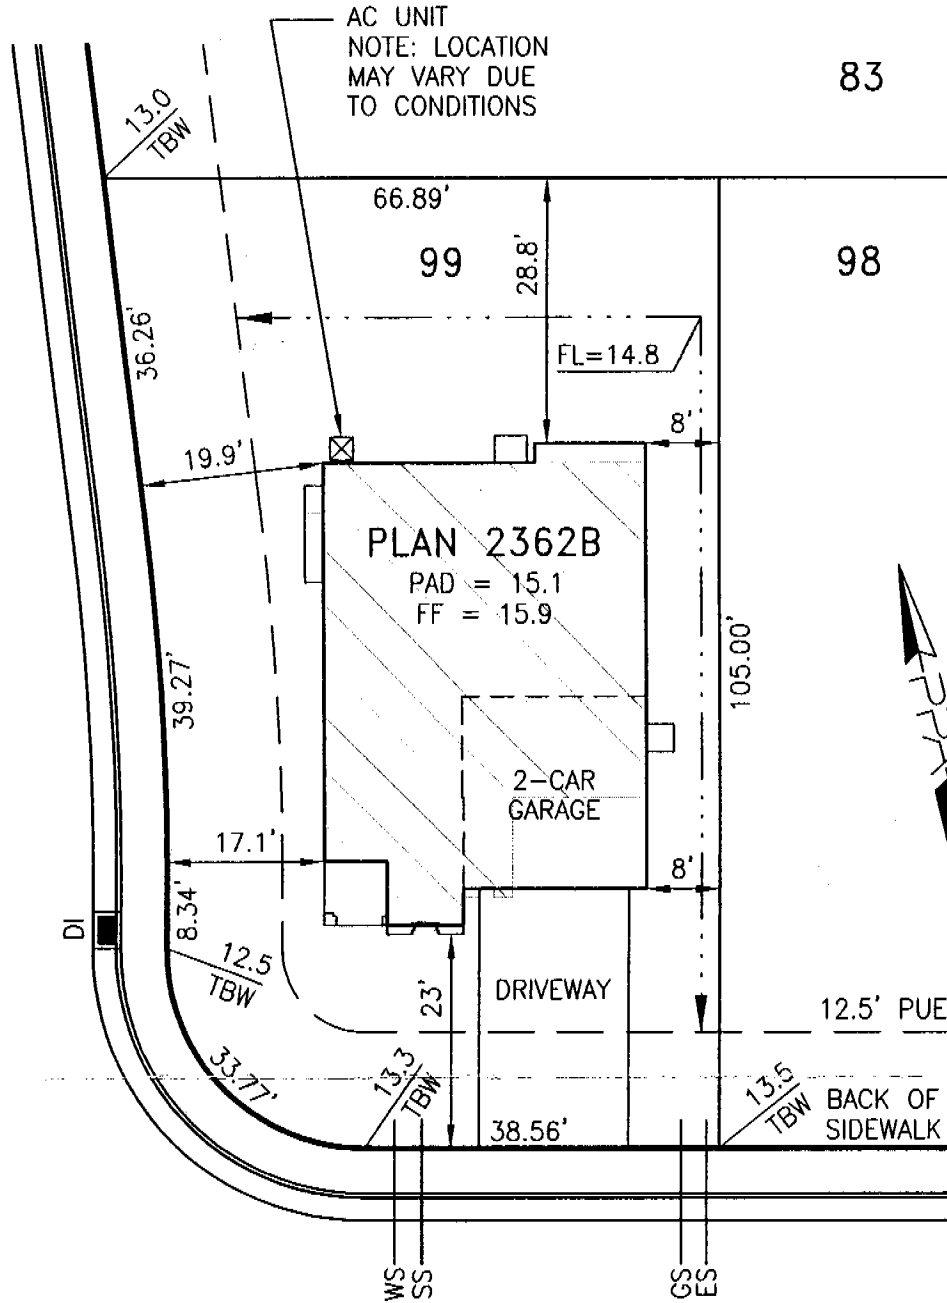 AC UNIT
NOTE: LOCATION
MAY VARY DUE
TO CONDITIONS
83
13.0
TBW
66.89'
99
28.8'
98
36.26'
FL=14.8
8'
19.9'
PLAN 2362B
PAD = 15.1
FF = 15.9
105.00'
39.27'
2-CAR
GARAGE
17.1'
8'
8.34'
DI
12.5
TBW
23'
DRIVEWAY
12.5' PUE
33.77'
13.3
TBW
13.5
TBW
BACK OF
SIDEWALK
38.56'
WS
SS
GS
ES